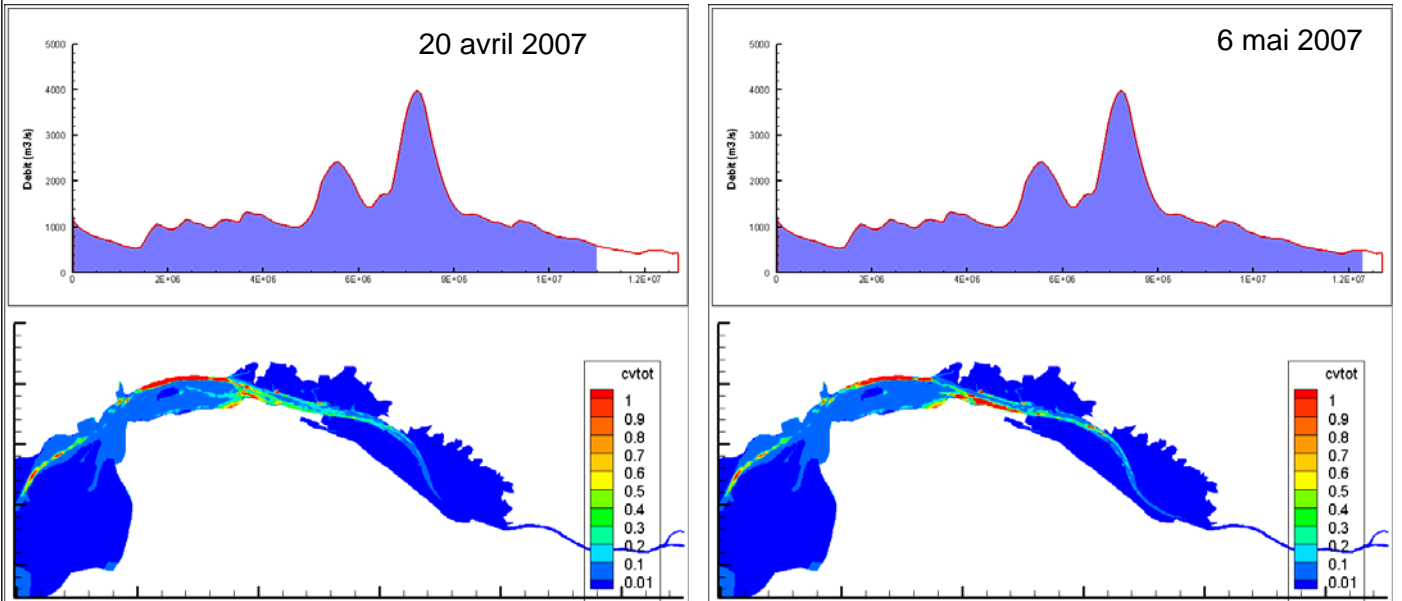 20 avril 2007
5000
4000
3000
2000
1000
0
Debit (m3/s)
0
2E+06
4E+06
6E+06
8E+06
1E+07
1.2E+07
cvtot
1
0.9
0.8
0.7
0.6
0.5
0.4
0.3
0.2
0.1
0.01
6 mai 2007
5000
4000
3000
2000
1000
0
Debit (m3/s)
0
2E+06
4E+06
6E+06
8E+06
1E+07
1.2E+07
cvtot
1
0.9
0.8
0.7
0.6
0.5
0.4
0.3
0.2
0.1
0.01